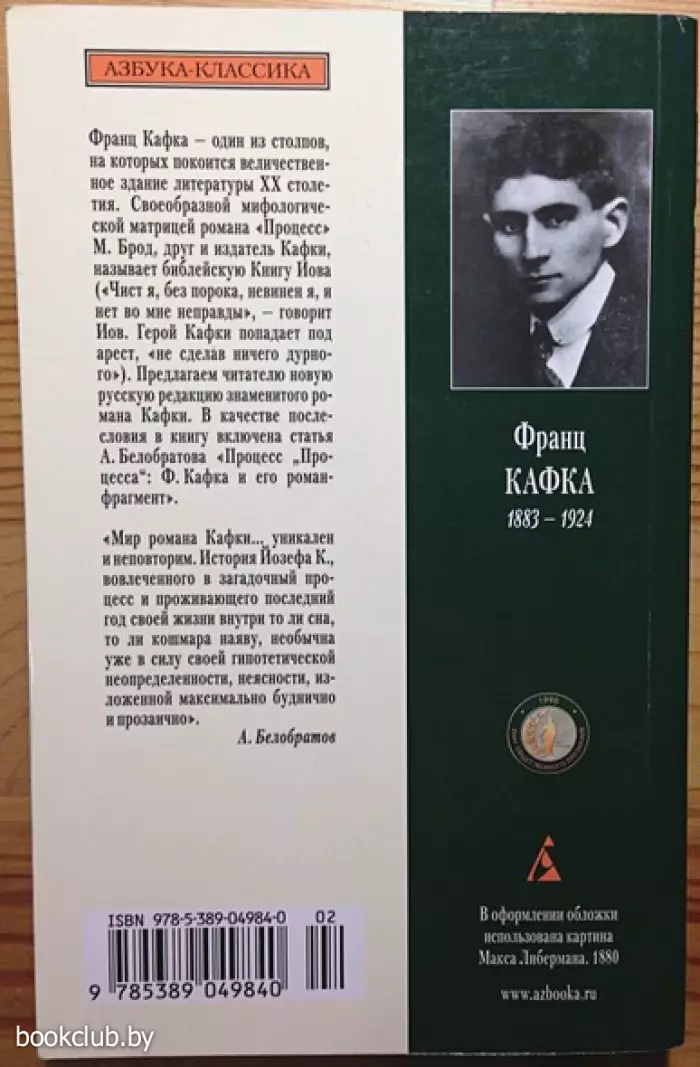 АЗБУКА-КЛАССИКА
Франц Кафка – один из столпов,
на которых покоится величествен-
ное здание литературы XX столе-
тия. Своеобразной мифологиче-
ской матрицей романа «Процесс»
М. Брод, друг и издатель Кафки,
называет библейскую Книгу Иова
(«Чист я, без порока, невинен я, и
нет во мне неправды», – говорит
Иов. Герой Кафки попадает под
арест, «не сделав ничего дурно-
го»). Предлагаем читателю новую
русскую редакцию знаменитого ро-
мана Кафки. В качестве после-
словия в книгу включена статья
А. Белобратова «Процесс „Про-
цесса“: Ф. Кафка и его роман-
фрагмент».
«Мир романа Кафки... уникален
и неповторим. История Йозефа К.,
вовлеченного в загадочный про-
цесс и проживающего последний
год своей жизни внутри то ли сна,
то ли кошмара наяву, необычна
уже в силу своей гипотетической
неопределенности, неясности, из-
ложенной максимально буднично
и прозаично».
А. Белобратов
ISBN 978-5-389-04984-0 02
9 785389 049840
Франц
КАФКА
1883 – 1924
1998
В оформлении обложки
использована картина
Макса Либермана. 1880
www.azbooka.ru
bookclub.by